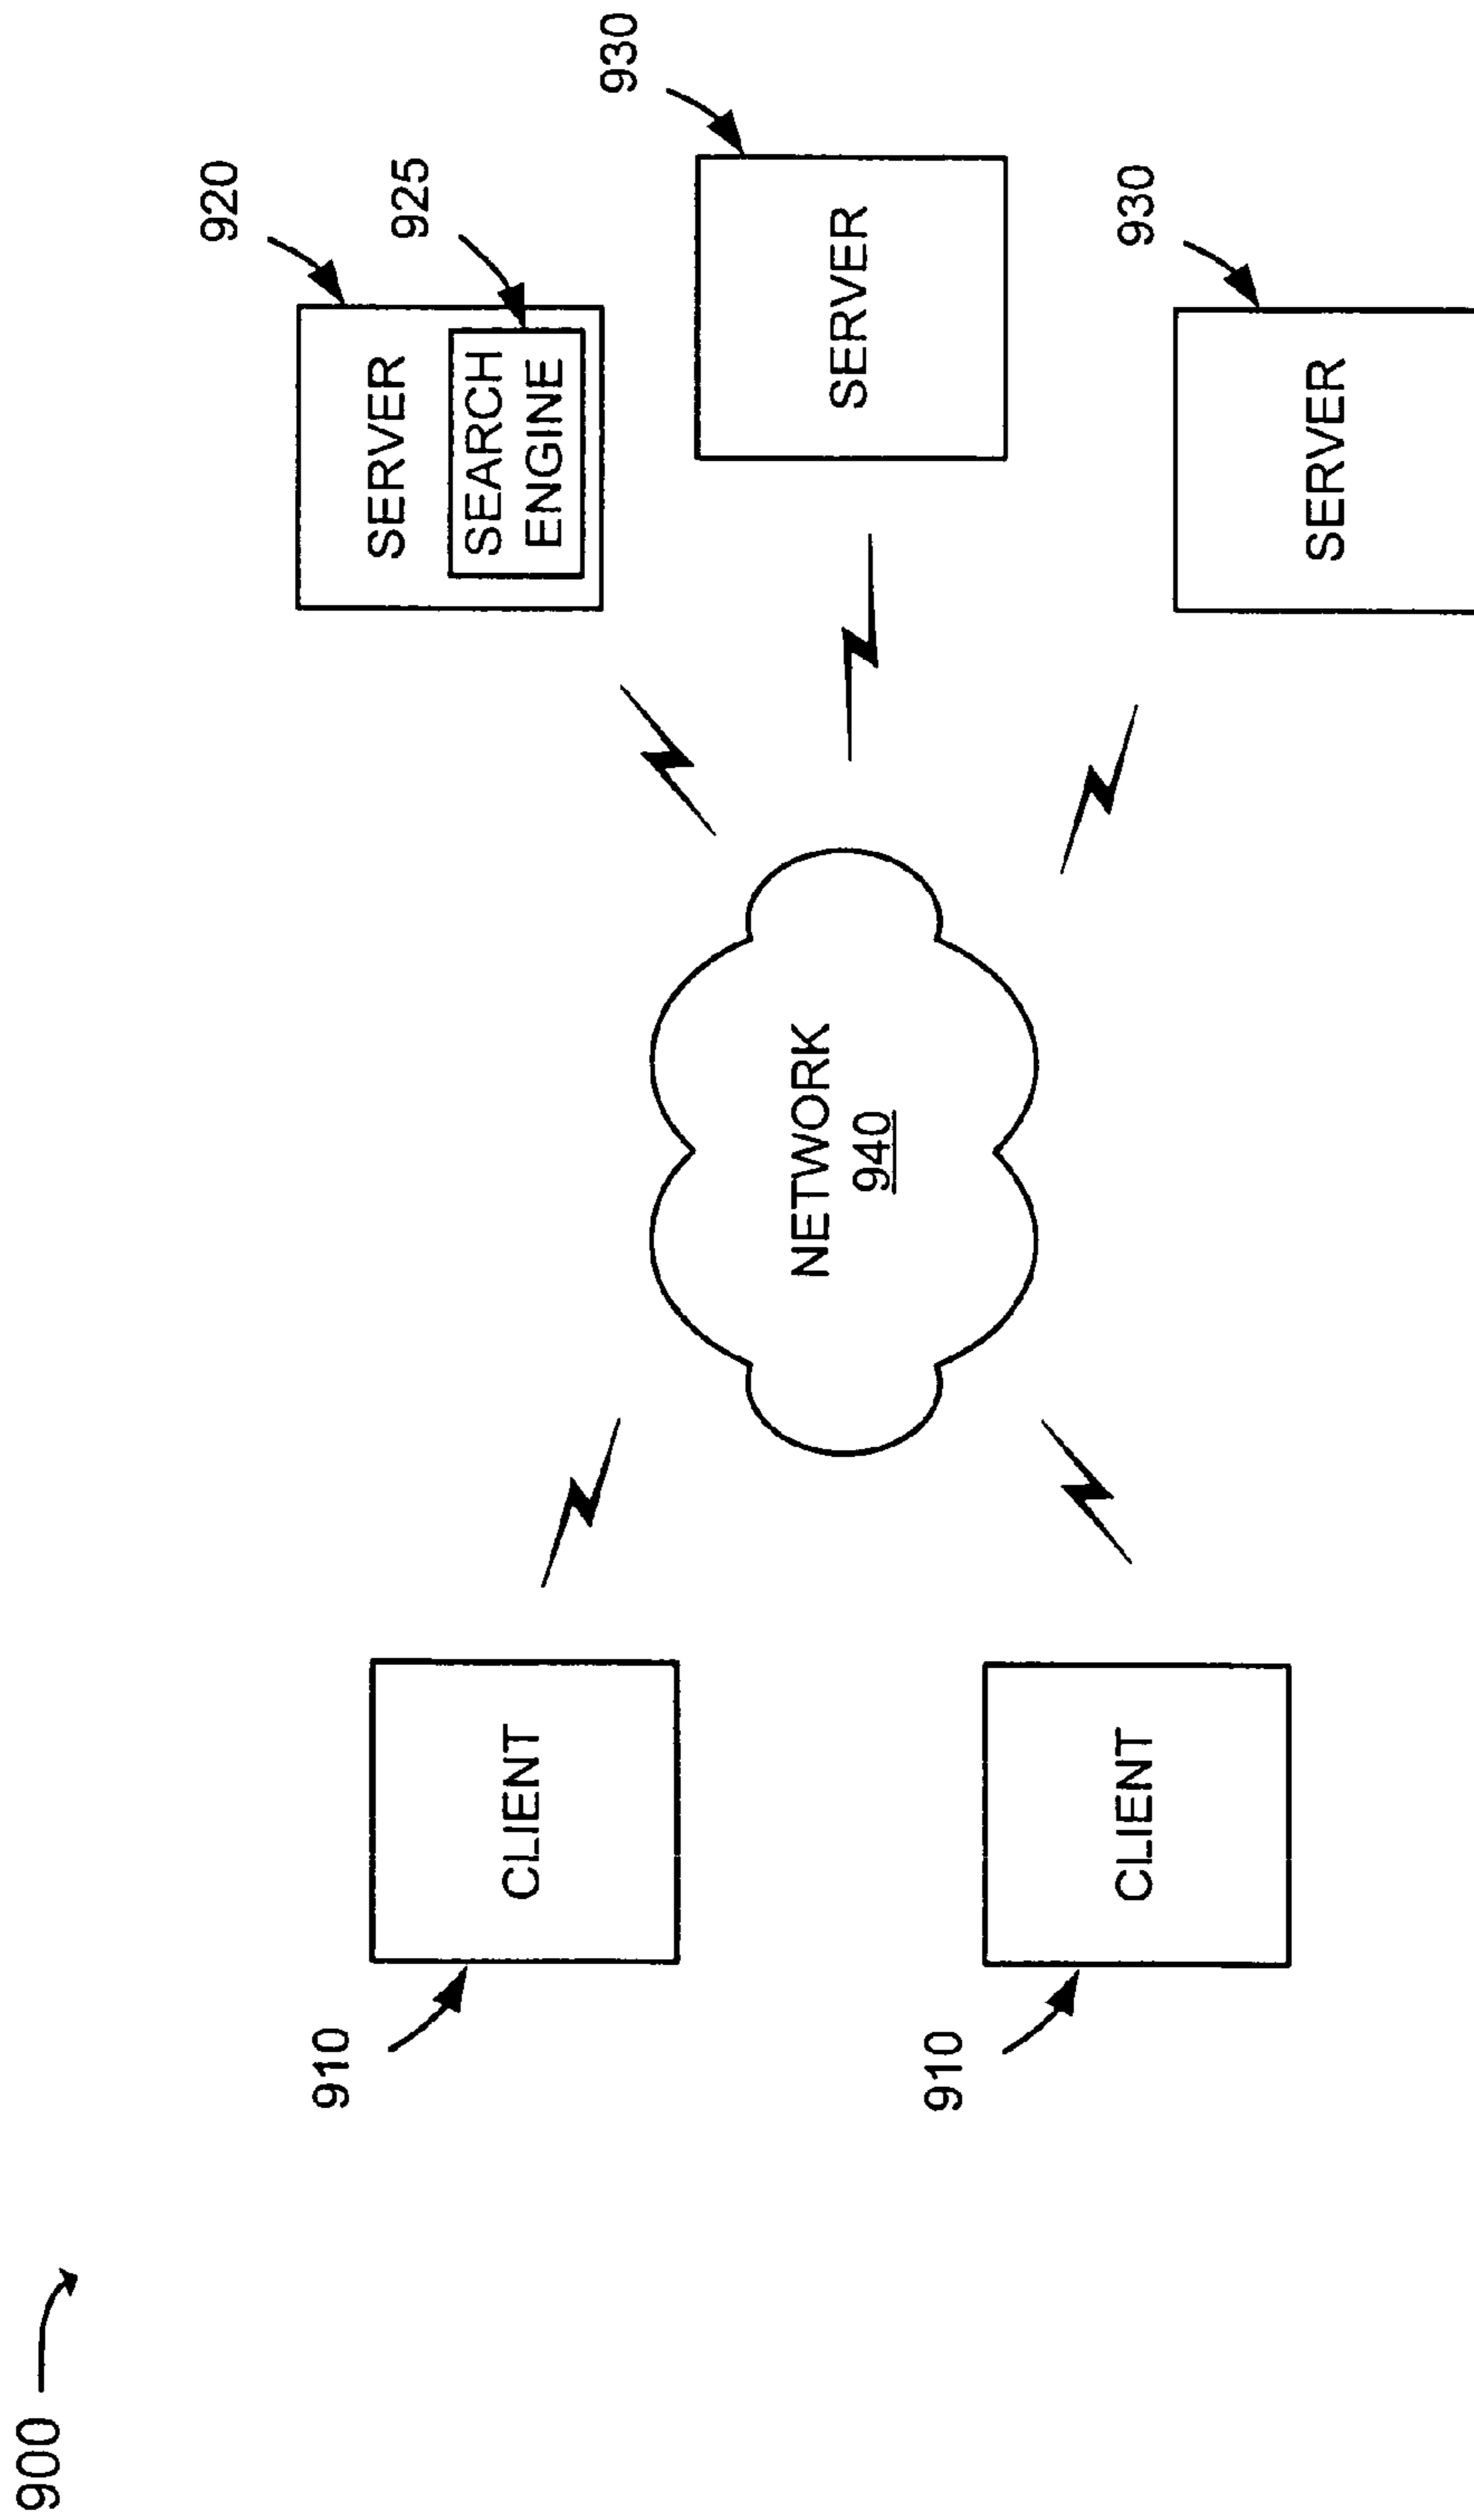 900
920
SERVER
925
SEARCH
ENGINE
910
CLIENT
930
SERVER
NETWORK
940
910
CLIENT
930
SERVER